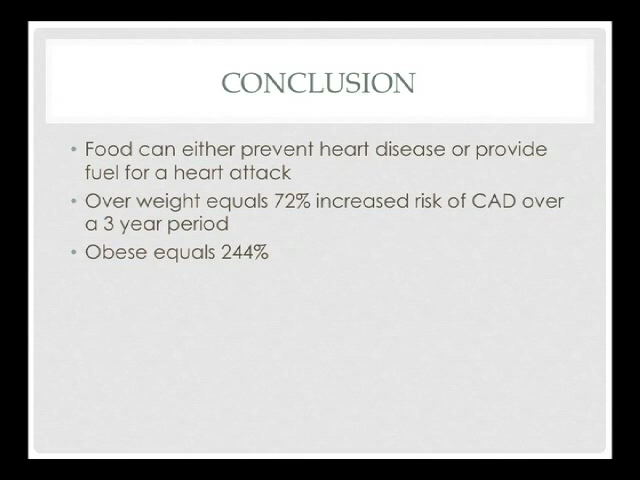 CONCLUSION
• Food can either prevent heart disease or provide
fuel for a heart attack
• Over weight equals 72% increased risk of CAD over
a 3 year period
• Obese equals 244%